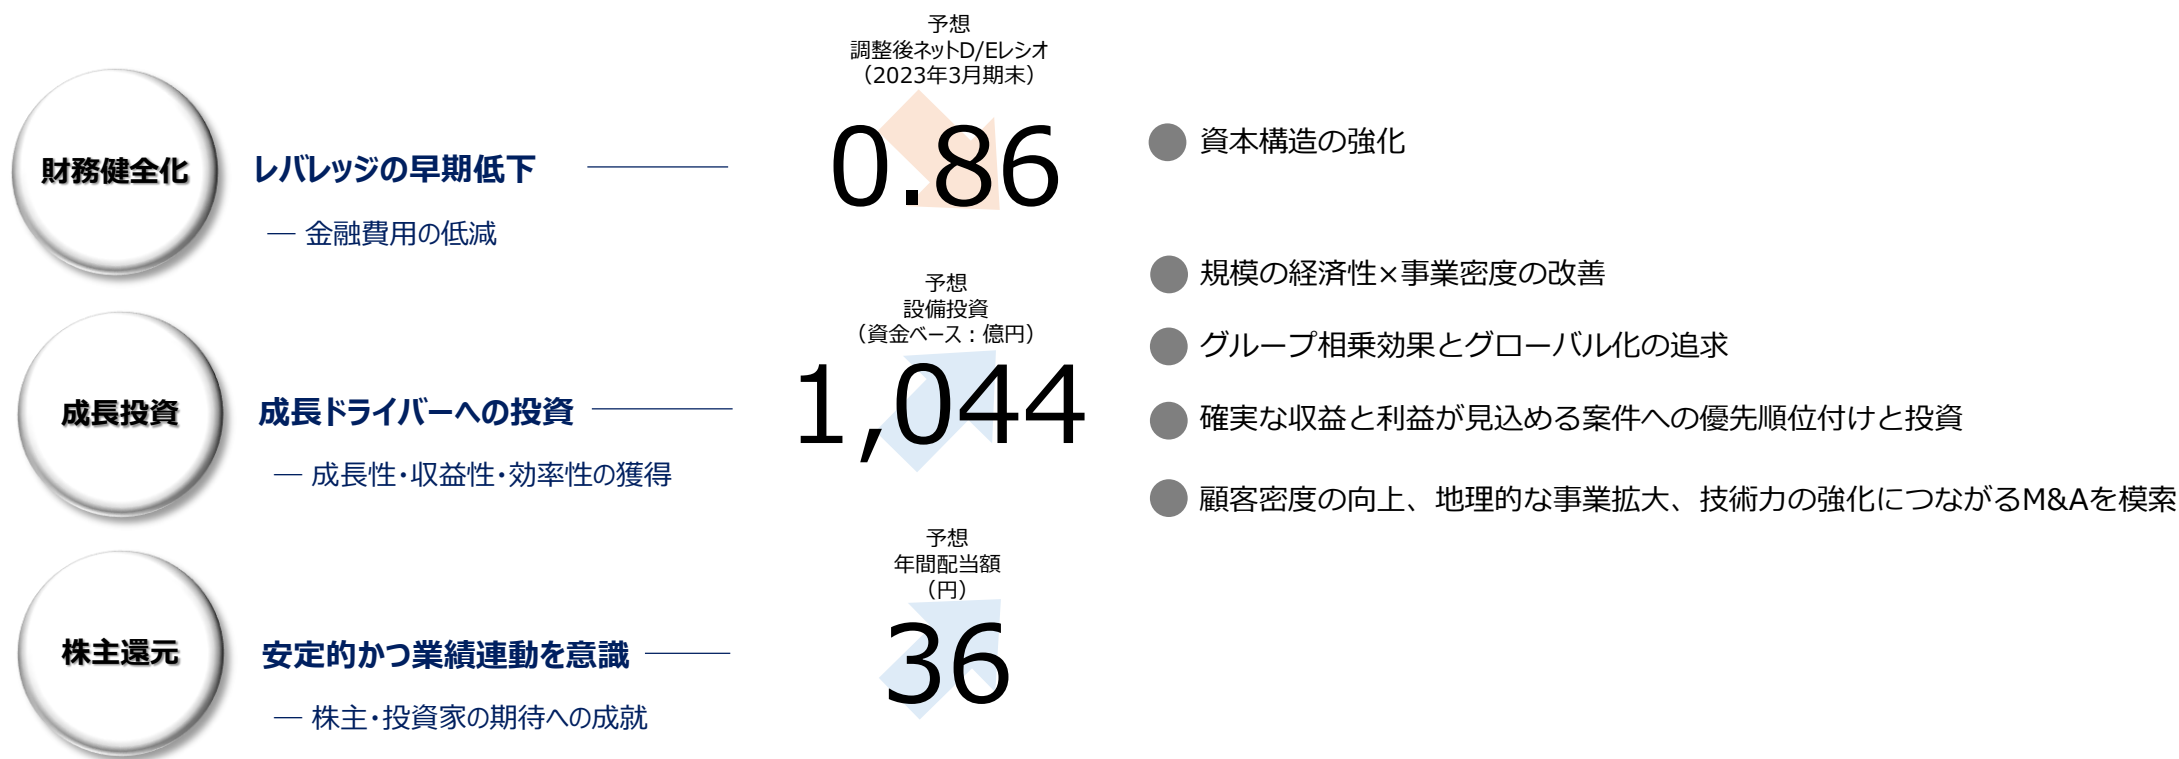 予想
調整後ネットD/Eレシオ
（2023年3月期末）
財務健全化
レバレッジの早期低下
0.86
資本構造の強化
― 金融費用の低減
予想
設備投資
（資金ベース：億円）
成長投資
成長ドライバーへの投資
1,044
― 成長性・収益性・効率性の獲得
規模の経済性×事業密度の改善
グループ相乗効果とグローバル化の追求
確実な収益と利益が見込める案件への優先順位付けと投資
顧客密度の向上、地理的な事業拡大、技術力の強化につながるM&Aを模索
予想
年間配当額
（円）
株主還元
安定的かつ業績連動を意識
36
― 株主・投資家の期待への成就